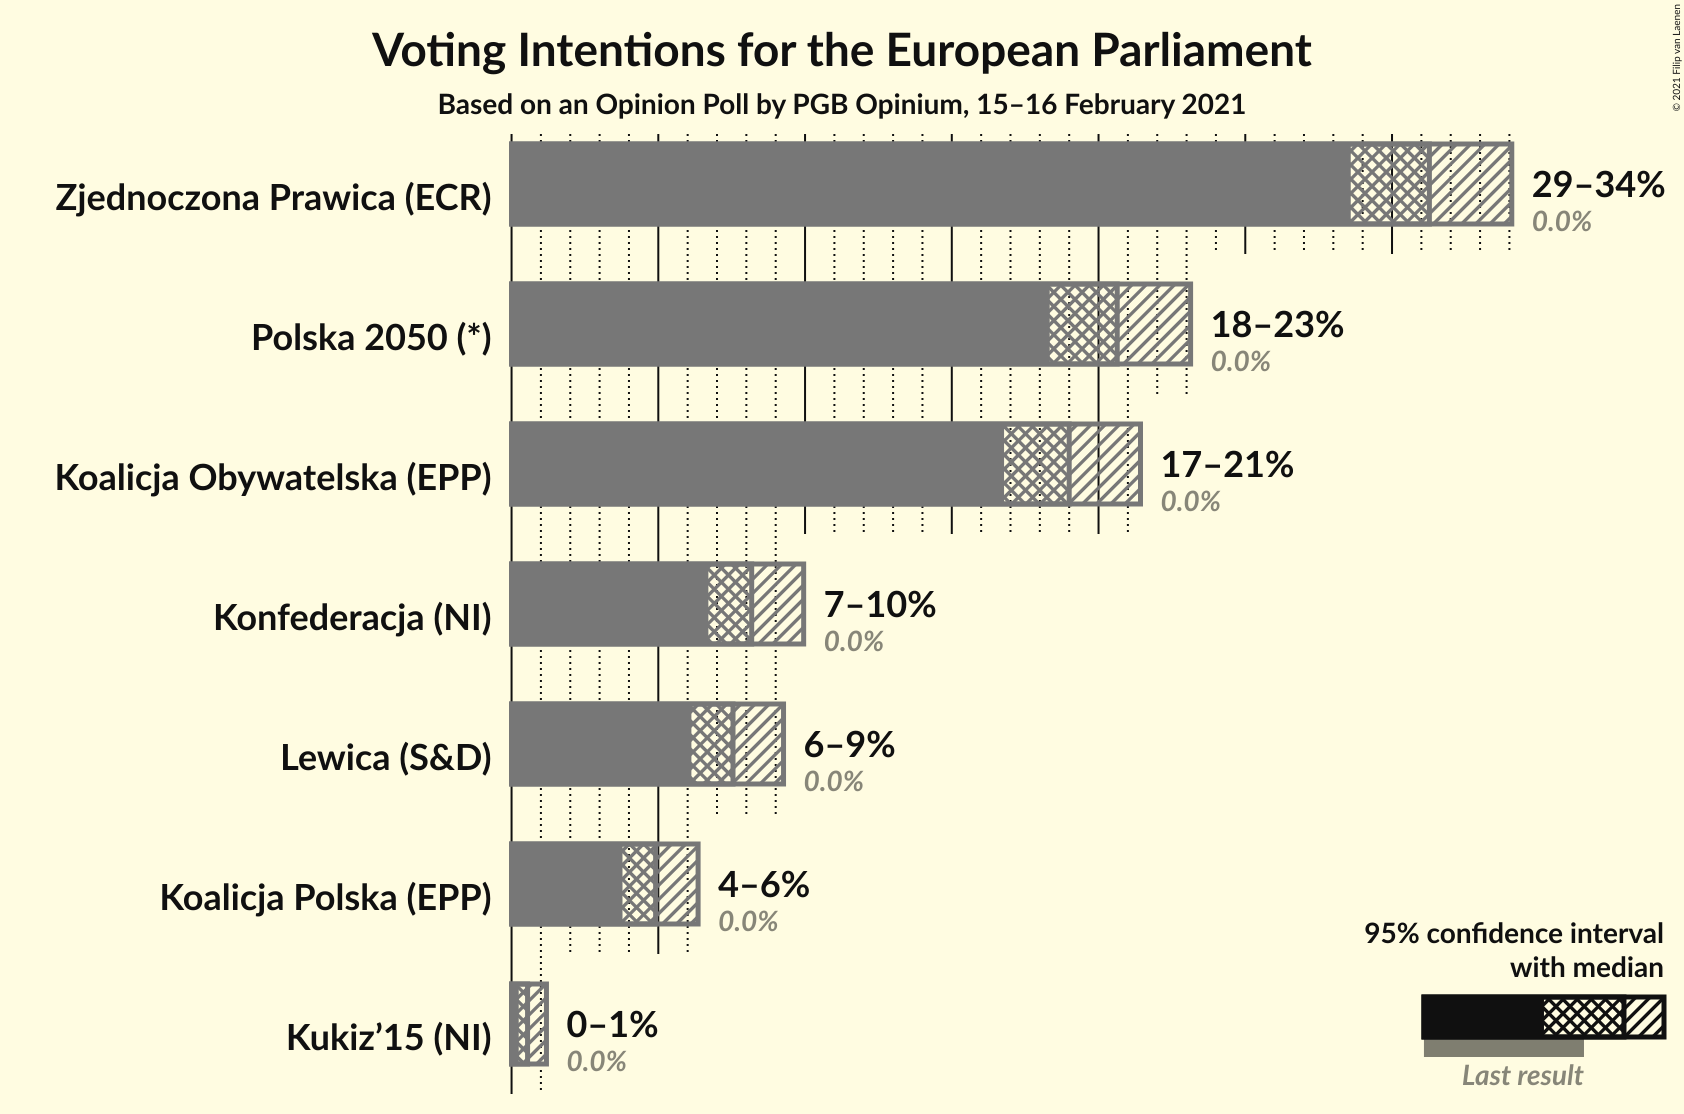 Voting Intentions for the European Parliament
Based on an Opinion Poll by PGB Opinium, 15–16 February 2021
© 2021 Filip van Laenen
Zjednoczona Prawica (ECR)
29–34%
0.0%
Polska 2050 (*)
18–23%
0.0%
Koalicja Obywatelska (EPP)
17–21%
0.0%
Konfederacja (NI)
7–10%
0.0%
Lewica (S&D)
6–9%
0.0%
Koalicja Polska (EPP)
4–6%
0.0%
Kukiz’15 (NI)
0–1%
0.0%
95% confidence interval
with median
Last result